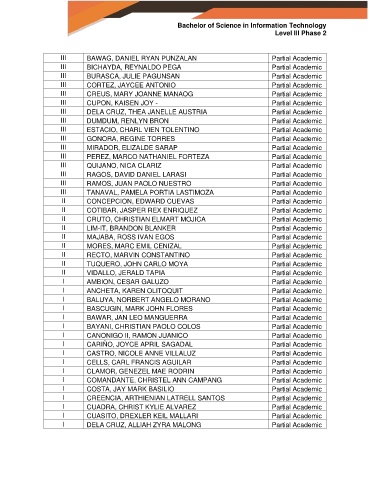 Bachelor of Science in Information Technology
Level III Phase 2
III BAWAG, DANIEL RYAN PUNZALAN Partial Academic
III BICHAYDA, REYNALDO PEGA Partial Academic
III BURASCA, JULIE PAGUNSAN Partial Academic
III CORTEZ, JAYCEE ANTONIO Partial Academic
III CREUS, MARY JOANNE MANAOG Partial Academic
III CUPON, KAISEN JOY - Partial Academic
III DELA CRUZ, THEA JANELLE AUSTRIA Partial Academic
III DUMDUM, RENLYN BRON Partial Academic
III ESTACIO, CHARL VIEN TOLENTINO Partial Academic
III GONORA, REGINE TORRES Partial Academic
III MIRADOR, ELIZALDE SARAP Partial Academic
III PEREZ, MARCO NATHANIEL FORTEZA Partial Academic
III QUIJANO, NICA CLARIZ Partial Academic
III RAGOS, DAVID DANIEL LARASI Partial Academic
III RAMOS, JUAN PAOLO NUESTRO Partial Academic
III TANAVAL, PAMELA PORTIA LASTIMOZA Partial Academic
II CONCEPCION, EDWARD CUEVAS Partial Academic
II COTIBAR, JASPER REX ENRIQUEZ Partial Academic
II CRUTO, CHRISTIAN ELMART MOJICA Partial Academic
II LIM-IT, BRANDON BLANKER Partial Academic
II MAJABA, ROSS IVAN EGOS Partial Academic
II MORES, MARC EMIL CENIZAL Partial Academic
II RECTO, MARVIN CONSTANTINO Partial Academic
II TUQUERO, JOHN CARLO MOYA Partial Academic
II VIDALLO, JERALD TAPIA Partial Academic
I AMBION, CESAR GALUZO Partial Academic
I ANCHETA, KAREN OLITOQUIT Partial Academic
I BALUYA, NORBERT ANGELO MORANO Partial Academic
I BASCUGIN, MARK JOHN FLORES Partial Academic
I BAWAR, JAN LEO MANGUERRA Partial Academic
I BAYANI, CHRISTIAN PAOLO COLOS Partial Academic
I CANONIGO II, RAMON JUANICO Partial Academic
I CARIÑO, JOYCE APRIL SAGADAL Partial Academic
I CASTRO, NICOLE ANNE VILLALUZ Partial Academic
I CELLS, CARL FRANCIS AGUILAR Partial Academic
I CLAMOR, GENEZEL MAE RODRIN Partial Academic
I COMANDANTE, CHRISTEL ANN CAMPANG Partial Academic
I COSTA, JAY MARK BASILIO Partial Academic
I CREENCIA, ARTHIENIAN LATRELL SANTOS Partial Academic
I CUADRA, CHRIST KYLIE ALVAREZ Partial Academic
I CUASITO, DREXLER KEIL MALLARI Partial Academic
I DELA CRUZ, ALLIAH ZYRA MALONG Partial Academic